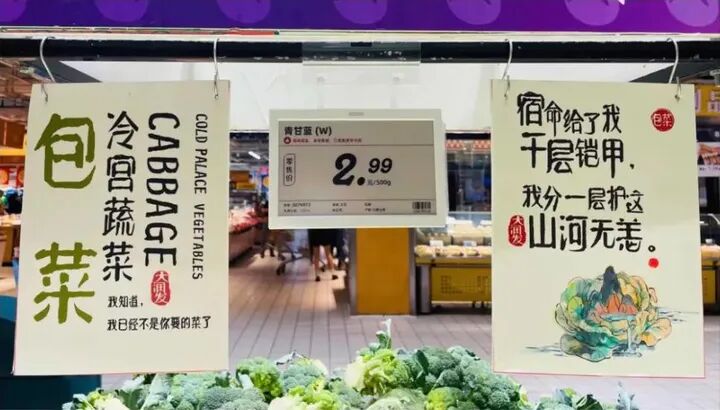 包菜
冷宫蔬菜
CABBAGE
COLD PALACE VEGETABLES
我知道，
我已经不是你要的菜了
大润发
青甘蓝 (W)
零售价
2.99
元/500g
宿命给了我
千层铠甲，
我分一层护这
山河无恙。
包菜
大润发